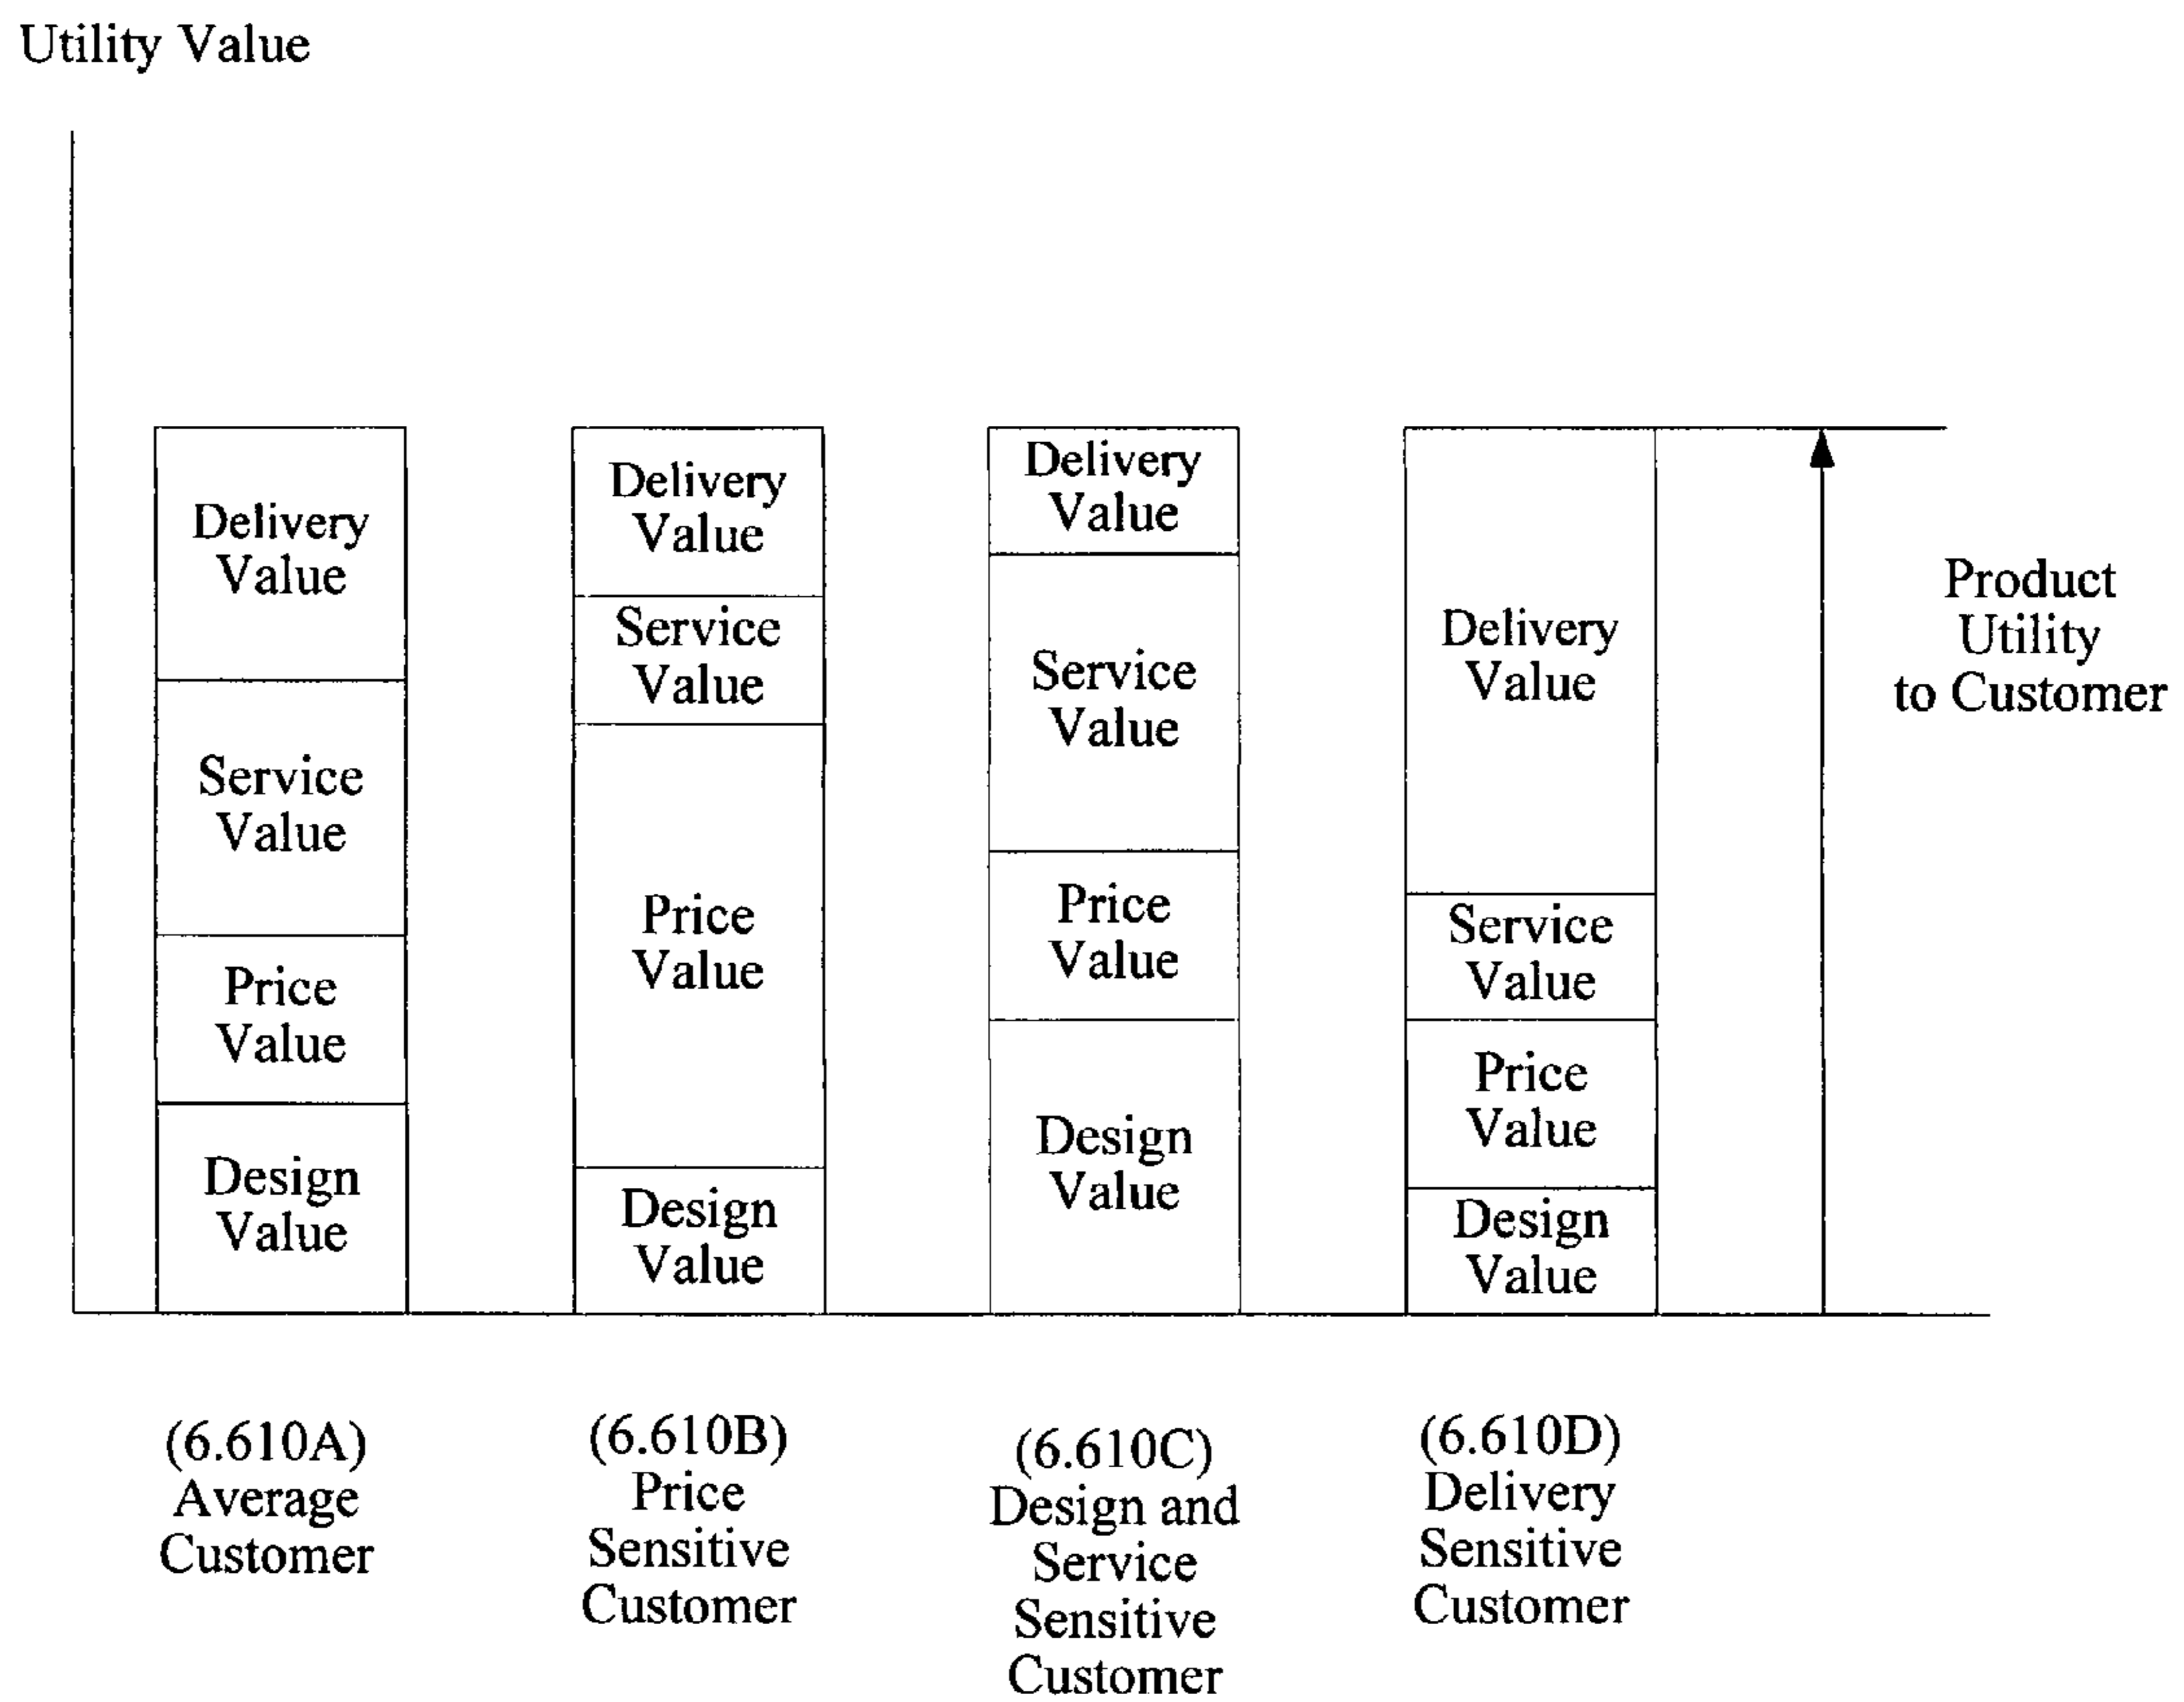 Utility Value
Delivery
Value
Service
Value
Price
Value
Design
Value
Delivery
Value
Service
Value
Price
Value
Design
Value
Delivery
Value
Service
Value
Price
Value
Design
Value
Delivery
Value
Service
Value
Price
Value
Design
Value
Product
Utility
to Customer
(6.610A)
Average
Customer
(6.610B)
Price
Sensitive
Customer
(6.610C)
Design and
Service
Sensitive
Customer
(6.610D)
Delivery
Sensitive
Customer